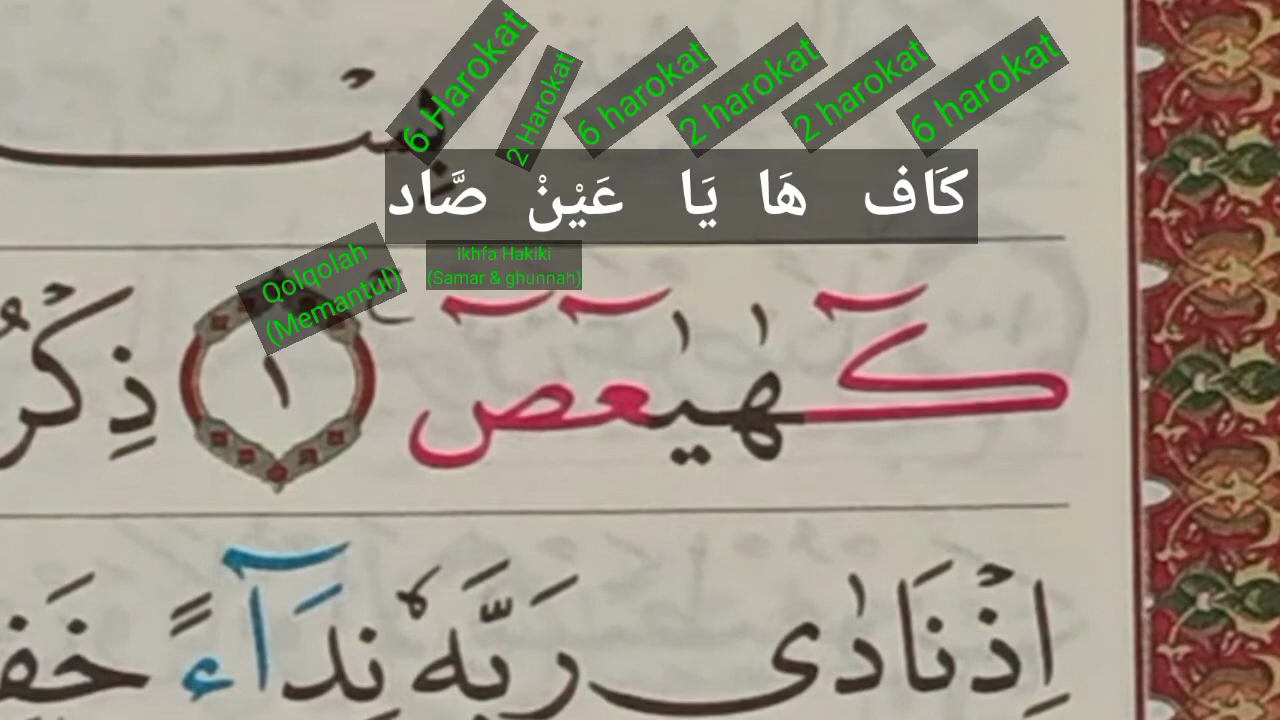 6 Harokat 2 Harokat 6 harokat 2 harokat 2 harokat 6 harokat
كَاف هَا يَا عَيْنْ صَّاد
Qolqolah
(Memantul)
ikhfa Hakiki
(Samar & ghunnah)
كۤهٰيٰعۤصۤ ۚ ١ ذِكْرُ
اِذْنَادٰى رَبَّهٗ نِدَاۤءً